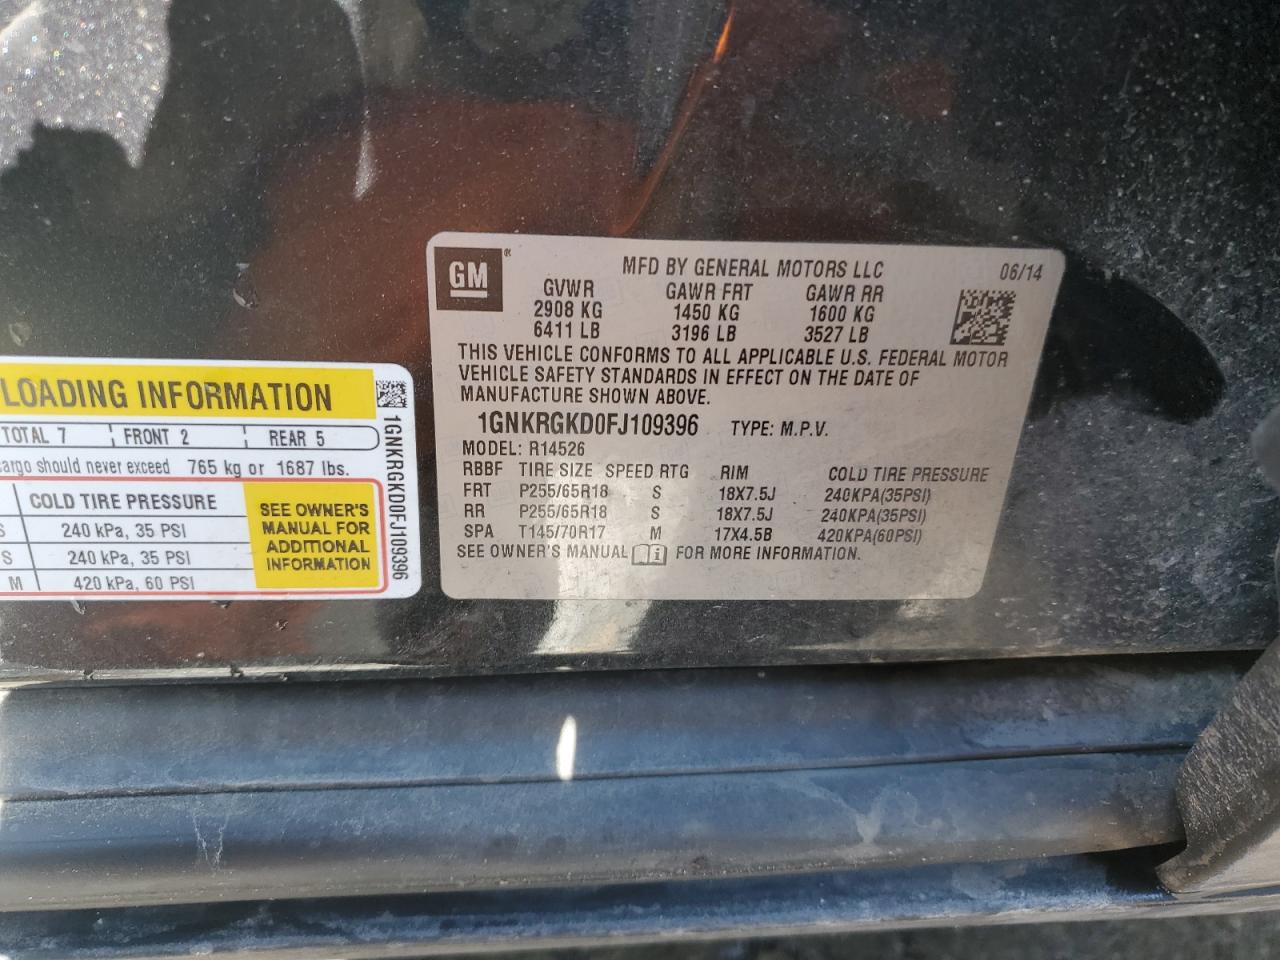 LOADING INFORMATION
TOTAL 7 FRONT 2 REAR 5
cargo should never exceed 765 kg or 1687 lbs.
COLD TIRE PRESSURE
S 240 kPa, 35 PSI
S 240 kPa, 35 PSI
M 420 kPa, 60 PSI
SEE OWNER'S
MANUAL FOR
ADDITIONAL
INFORMATION
1GNKRGKD0FJ109396
GM ®
MFD BY GENERAL MOTORS LLC 06/14
GVWR GAWR FRT GAWR RR
2908 KG 1450 KG 1600 KG
6411 LB 3196 LB 3527 LB
THIS VEHICLE CONFORMS TO ALL APPLICABLE U.S. FEDERAL MOTOR
VEHICLE SAFETY STANDARDS IN EFFECT ON THE DATE OF
MANUFACTURE SHOWN ABOVE.
1GNKRGKD0FJ109396 TYPE: M.P.V.
MODEL: R14526
RBBF TIRE SIZE SPEED RTG RIM COLD TIRE PRESSURE
FRT P255/65R18 S 18X7.5J 240KPA(35PSI)
RR P255/65R18 S 18X7.5J 240KPA(35PSI)
SPA T145/70R17 M 17X4.5B 420KPA(60PSI)
SEE OWNER'S MANUAL FOR MORE INFORMATION.